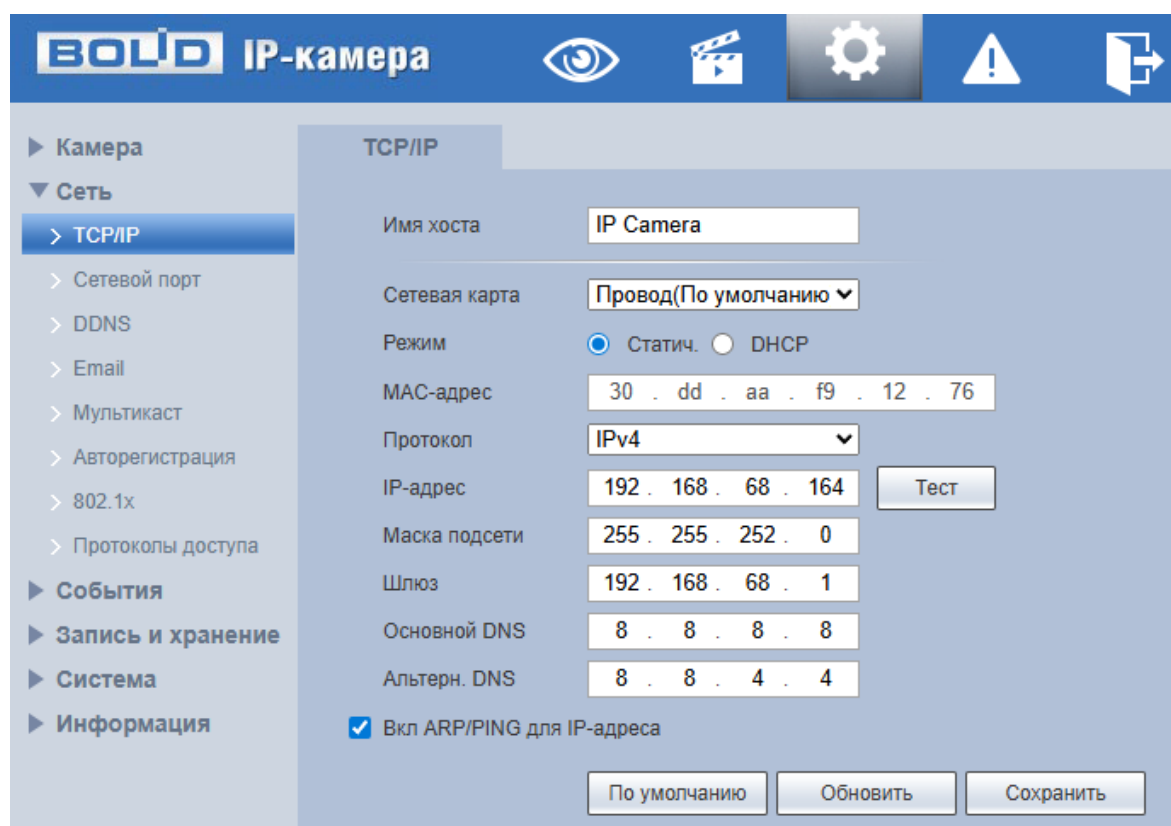 BOLID IP-камера
Камера
Сеть
TCP/IP
Сетевой порт
DDNS
Email
Мультикаст
Авторегистрация
802.1x
Протоколы доступа
События
Запись и хранение
Система
Информация
TCP/IP
Имя хоста IP Camera
Сетевая карта Провод(По умолчанию
Режим Статич. DHCP
МАС-адрес 30 . dd . aa . f9 . 12 . 76
Протокол IPv4
IP-адрес 192 . 168 . 68 . 164 Тест
Маска подсети 255 . 255 . 252 . 0
Шлюз 192 . 168 . 68 . 1
Основной DNS 8 . 8 . 8 . 8
Альтерн. DNS 8 . 8 . 4 . 4
Вкл ARP/PING для IP-адреса
По умолчанию Обновить Сохранить